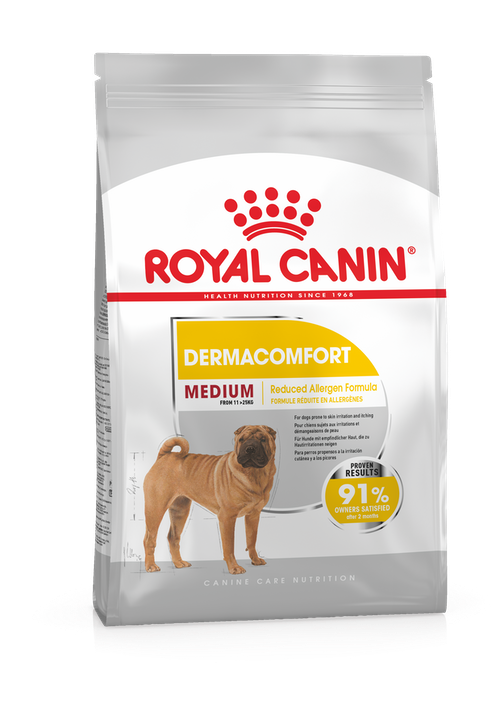 ROYAL CANIN®
HEALTH NUTRITION SINCE 1968
DERMACOMFORT
MEDIUM
FROM 11 > 25KG
Reduced Allergen Formula
FORMULE RÉDUITE EN ALLERGÈNES
For dogs prone to skin irritation and itching
Pour chiens sujets aux irritations et
démangeaisons de peau
Für Hunde mit empfindlicher Haut, die zu
Hautirritationen neigen
Para perros propensos a la irritación
cutánea y a los picores
PROVEN
RESULTS
91%
OWNERS SATISFIED
after 2 months
CANINE CARE NUTRITION